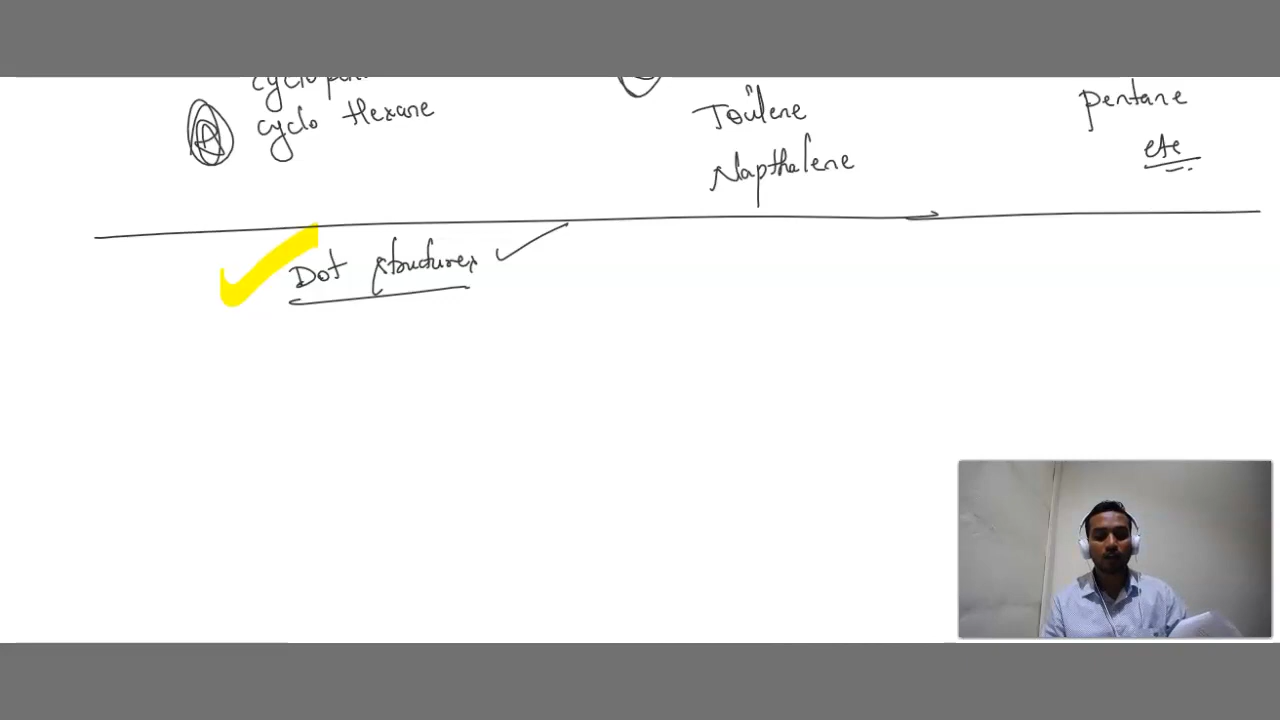 cyclo Hexane
A
Toulene
Napthalene
Pentane
etc
Dot structures